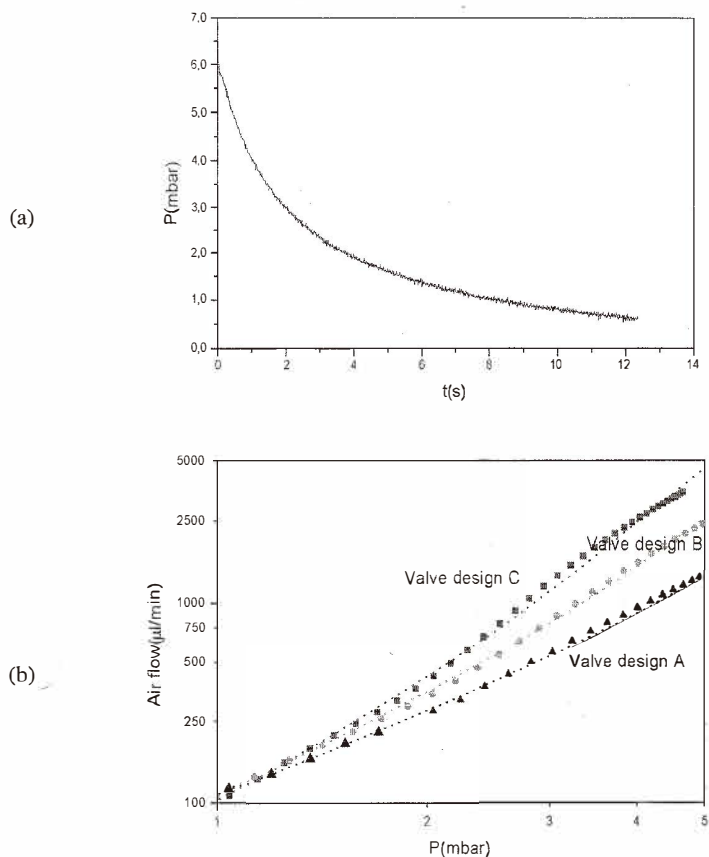 (a)
P(mbar)
7,0
6,0
5,0
4,0
3,0
2,0
1,0
0,0
0 2 4 6 8 10 12 14
t(s)
(b)
Air flow(µl/min)
5000
2500
1000
750
500
250
100
Valve design B
Valve design C
Valve design A
1 2 3 4 5
P(mbar)